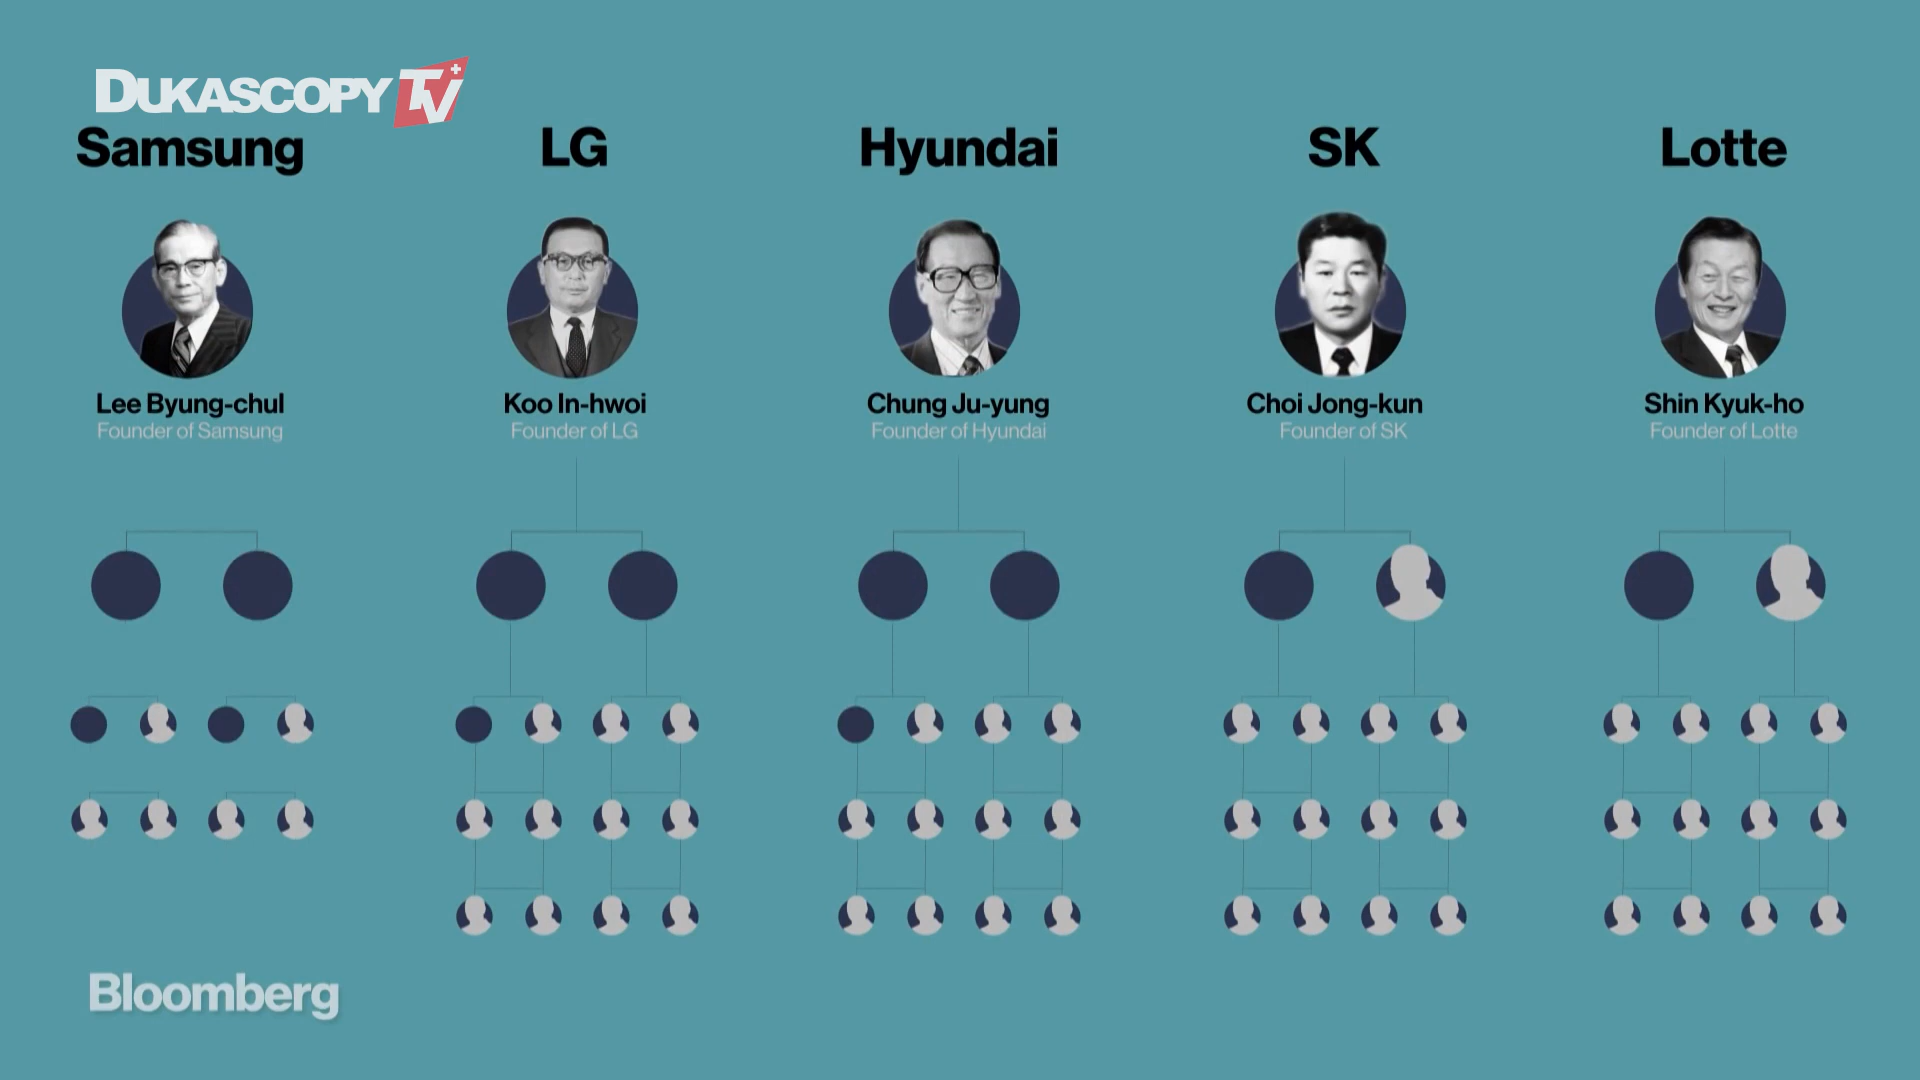 DUKASCOPY TV
Samsung
LG
Hyundai
SK
Lotte
Lee Byung-chul
Founder of Samsung
Koo In-hwoi
Founder of LG
Chung Ju-yung
Founder of Hyundai
Choi Jong-kun
Founder of SK
Shin Kyuk-ho
Founder of Lotte
Bloomberg